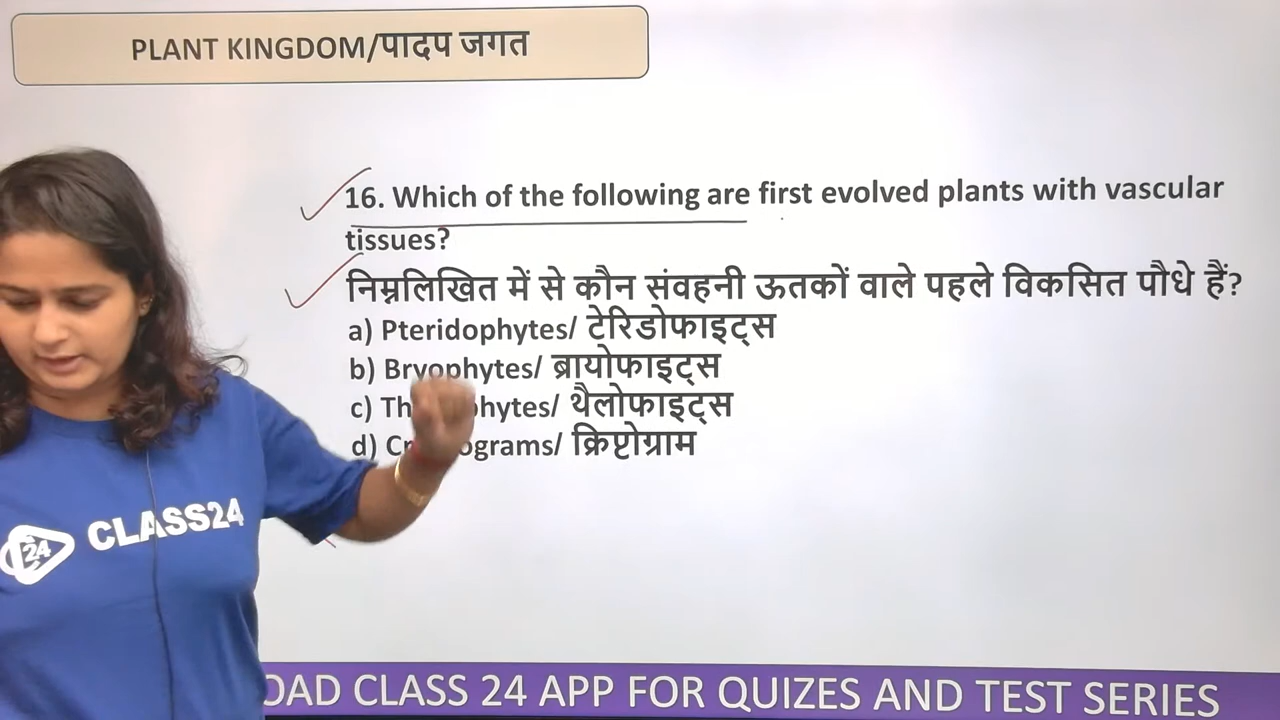 PLANT KINGDOM/पादप जगत
16. Which of the following are first evolved plants with vascular
tissues?
निम्नलिखित में से कौन संवहनी ऊतकों वाले पहले विकसित पौधे हैं?
a) Pteridophytes/ टेरिडोफाइट्स
b) Bryophytes/ ब्रायोफाइट्स
c) / थैलोफाइट्स
d) / क्रिप्टोग्राम
24 CLASS24
CLASS 24 APP FOR QUIZES AND TEST SERIES